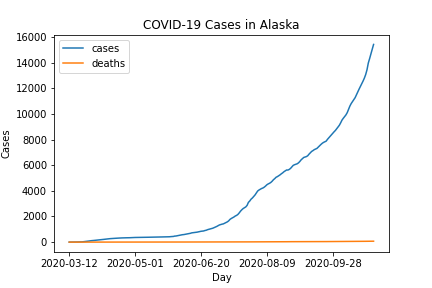 COVID-19 Cases in Alaska
cases
deaths
16000
14000
12000
10000
8000
6000
4000
2000
0
Cases
2020-03-12 2020-05-01 2020-06-20 2020-08-09 2020-09-28
Day